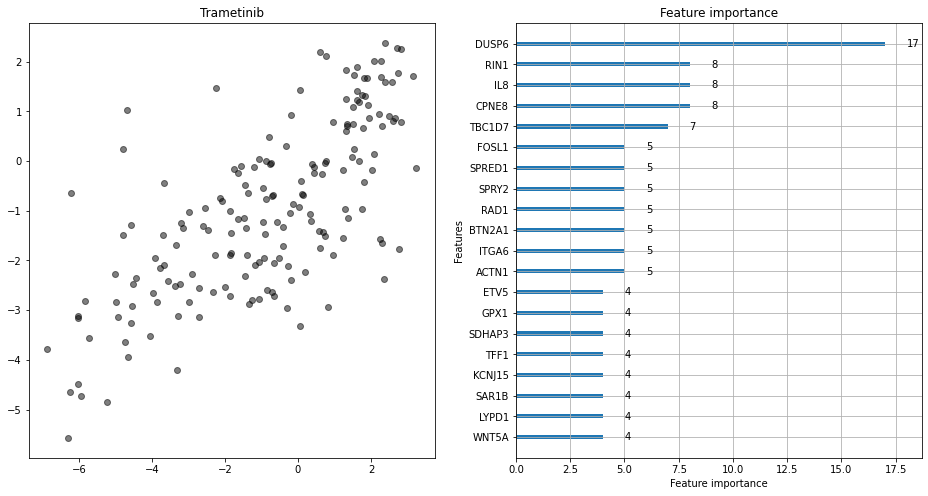 Trametinib
2
1
0
−1
−2
−3
−4
−5
−6
−4
−2
0
2
Feature importance
Features
DUSP6
17
RIN1
8
IL8
8
CPNE8
8
TBC1D7
7
FOSL1
5
SPRED1
5
SPRY2
5
RAD1
5
BTN2A1
5
ITGA6
5
ACTN1
5
ETV5
4
GPX1
4
SDHAP3
4
TFF1
4
KCNJ15
4
SAR1B
4
LYPD1
4
WNT5A
4
0.0
2.5
5.0
7.5
10.0
12.5
15.0
17.5
Feature importance